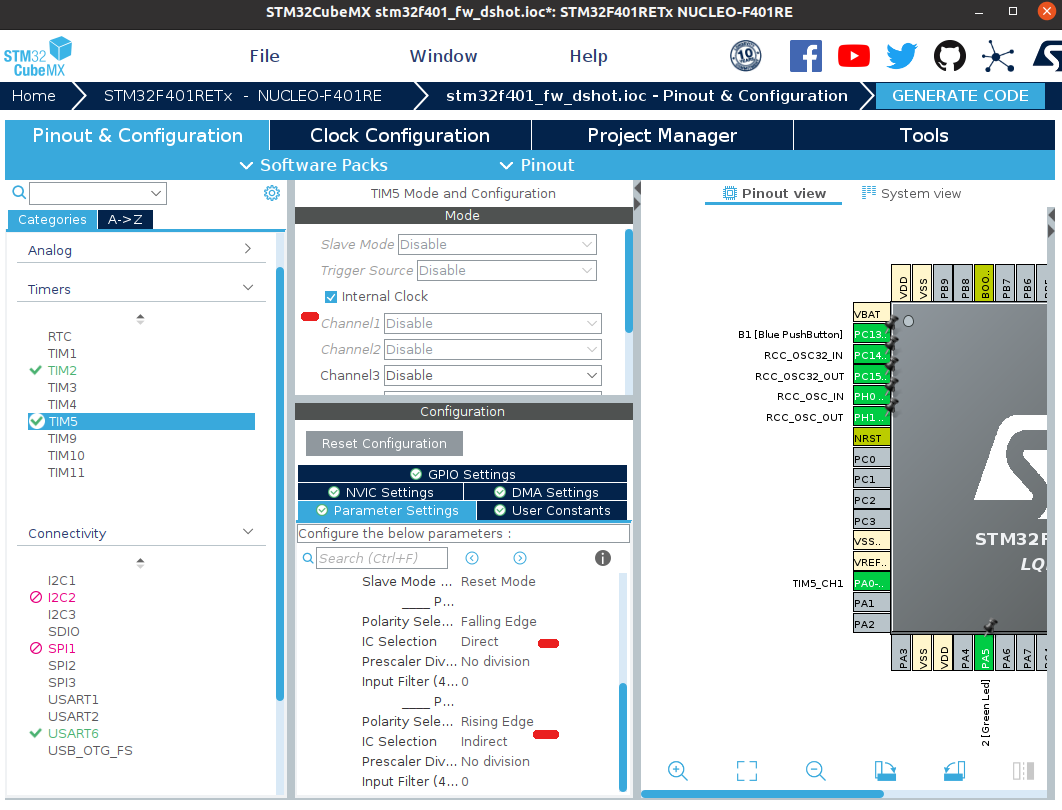 STM32CubeMX stm32f401_fw_dshot.ioc*: STM32F401RETx NUCLEO-F401RE
STM32
CubeMX
File
Window
Help
10
YEARS
Home
STM32F401RETx - NUCLEO-F401RE
stm32f401_fw_dshot.ioc - Pinout & Configuration
GENERATE CODE
Pinout & Configuration
Clock Configuration
Project Manager
Tools
Software Packs
Pinout
Categories
A->Z
Analog
Timers
RTC
TIM1
TIM2
TIM3
TIM4
TIM5
TIM9
TIM10
TIM11
Connectivity
I2C1
I2C2
I2C3
SDIO
SPI1
SPI2
SPI3
USART1
USART2
USART6
USB_OTG_FS
TIM5 Mode and Configuration
Mode
Slave Mode Disable
Trigger Source Disable
Internal Clock
Channel1 Disable
Channel2 Disable
Channel3 Disable
Configuration
Reset Configuration
GPIO Settings
NVIC Settings
DMA Settings
Parameter Settings
User Constants
Configure the below parameters :
Search (Ctrl+F)
Slave Mode ... Reset Mode
____ P...
Polarity Sele... Falling Edge
IC Selection Direct
Prescaler Div... No division
Input Filter (4... 0
____ P...
Polarity Sele... Rising Edge
IC Selection Indirect
Prescaler Div... No division
Input Filter (4... 0
Pinout view
System view
VDD
VSS
PB9
PB8
BOO..
PB7
PB6
VBAT
B1 [Blue PushButton] PC13..
RCC_OSC32_IN PC14..
RCC_OSC32_OUT PC15..
RCC_OSC_IN PH0 ..
RCC_OSC_OUT PH1 ..
NRST
PC0
PC1
PC2
PC3
VSS..
VREF..
TIM5_CH1 PA0-..
PA1
PA2
STM32F
LQ
PA3
VSS
VDD
PA4
PA5
PA6
PA7
2 [Green Led]